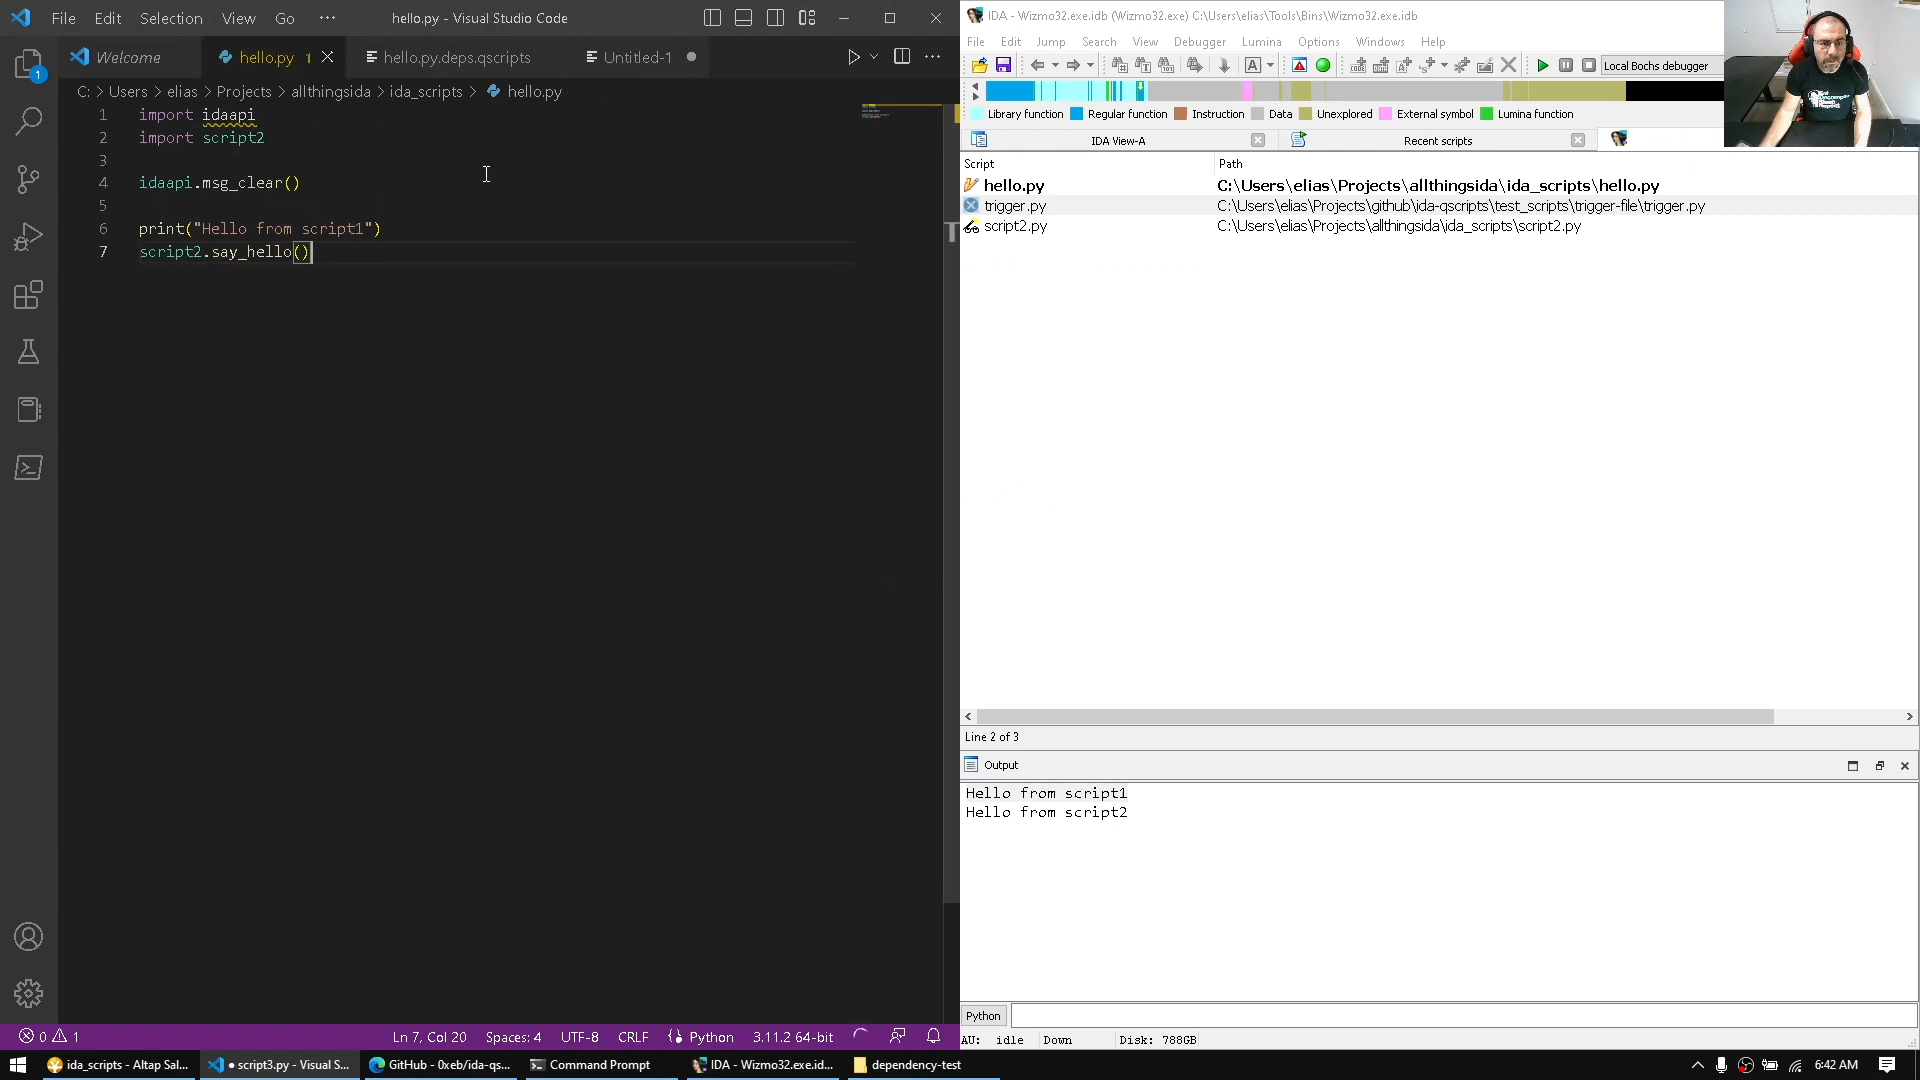 File Edit Selection View Go ··· hello.py - Visual Studio Code
Welcome hello.py 1 hello.py.deps.qscripts Untitled-1
C: > Users > elias > Projects > allthingsida > ida_scripts > hello.py
1 import idaapi
2 import script2
3
4 idaapi.msg_clear()
5
6 print("Hello from script1")
7 script2.say_hello()
1
0 1 Ln 7, Col 20 Spaces: 4 UTF-8 CRLF Python 3.11.2 64-bit
IDA - Wizmo32.exe.idb (Wizmo32.exe) C:\Users\elias\Tools\Bins\Wizmo32.exe.idb
File Edit Jump Search View Debugger Lumina Options Windows Help
Local Bochs debugger
Library function Regular function Instruction Data Unexplored External symbol Lumina function
IDA View-A Recent scripts
Script Path
hello.py C:\Users\elias\Projects\allthingsida\ida_scripts\hello.py
trigger.py C:\Users\elias\Projects\github\ida-qscripts\test_scripts\trigger-file\trigger.py
script2.py C:\Users\elias\Projects\allthingsida\ida_scripts\script2.py
Line 2 of 3
Output
Hello from script1
Hello from script2
Python
AU: idle Down Disk: 788GB
ida_scripts - Altap Sal... ● script3.py - Visual S... GitHub - 0xeb/ida-qs... Command Prompt IDA - Wizmo32.exe.id... dependency-test 6:42 AM